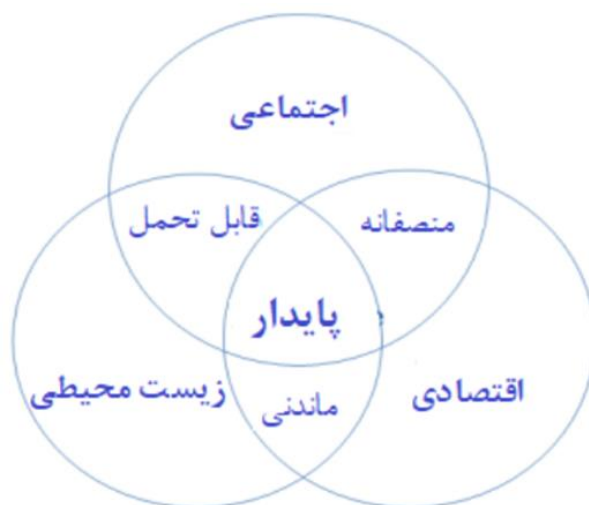 اجتماعی
منصفانه
قابل تحمل
پایدار
اقتصادی
ماندنی
زیست محیطی